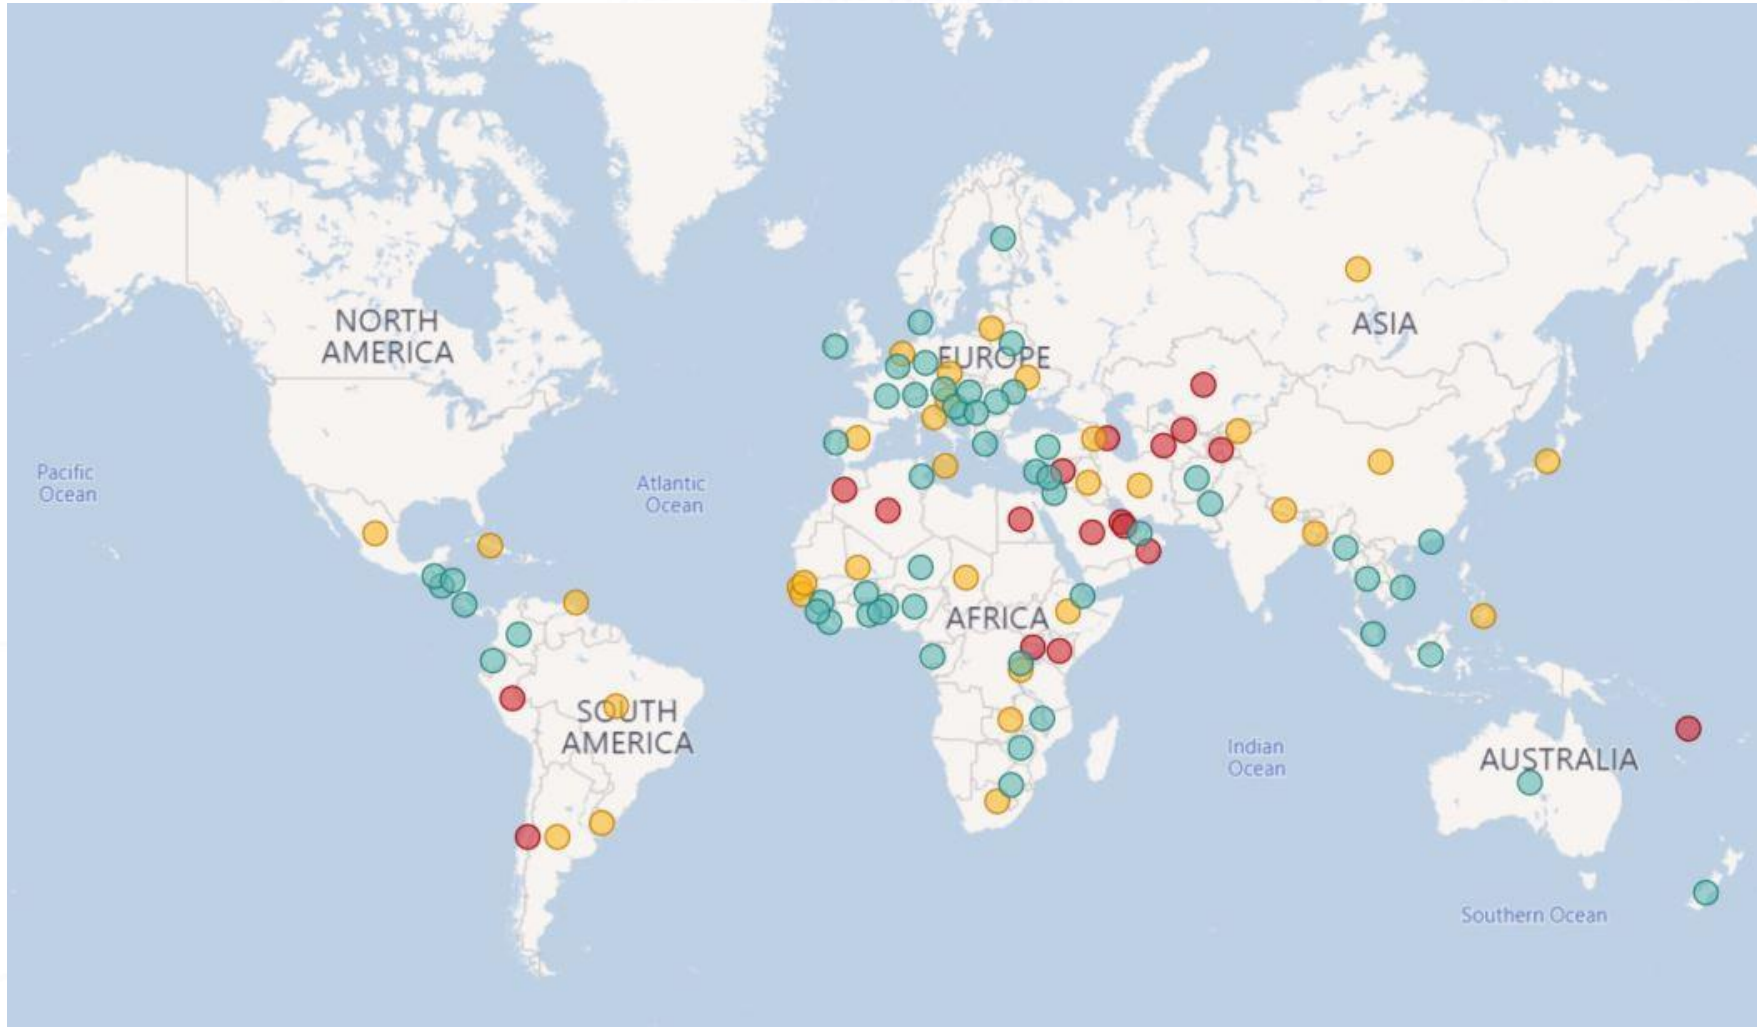 NORTH
AMERICA
EUROPE
ASIA
Pacific
Ocean
Atlantic
Ocean
AFRICA
SOUTH
AMERICA
Indian
Ocean
AUSTRALIA
Southern Ocean